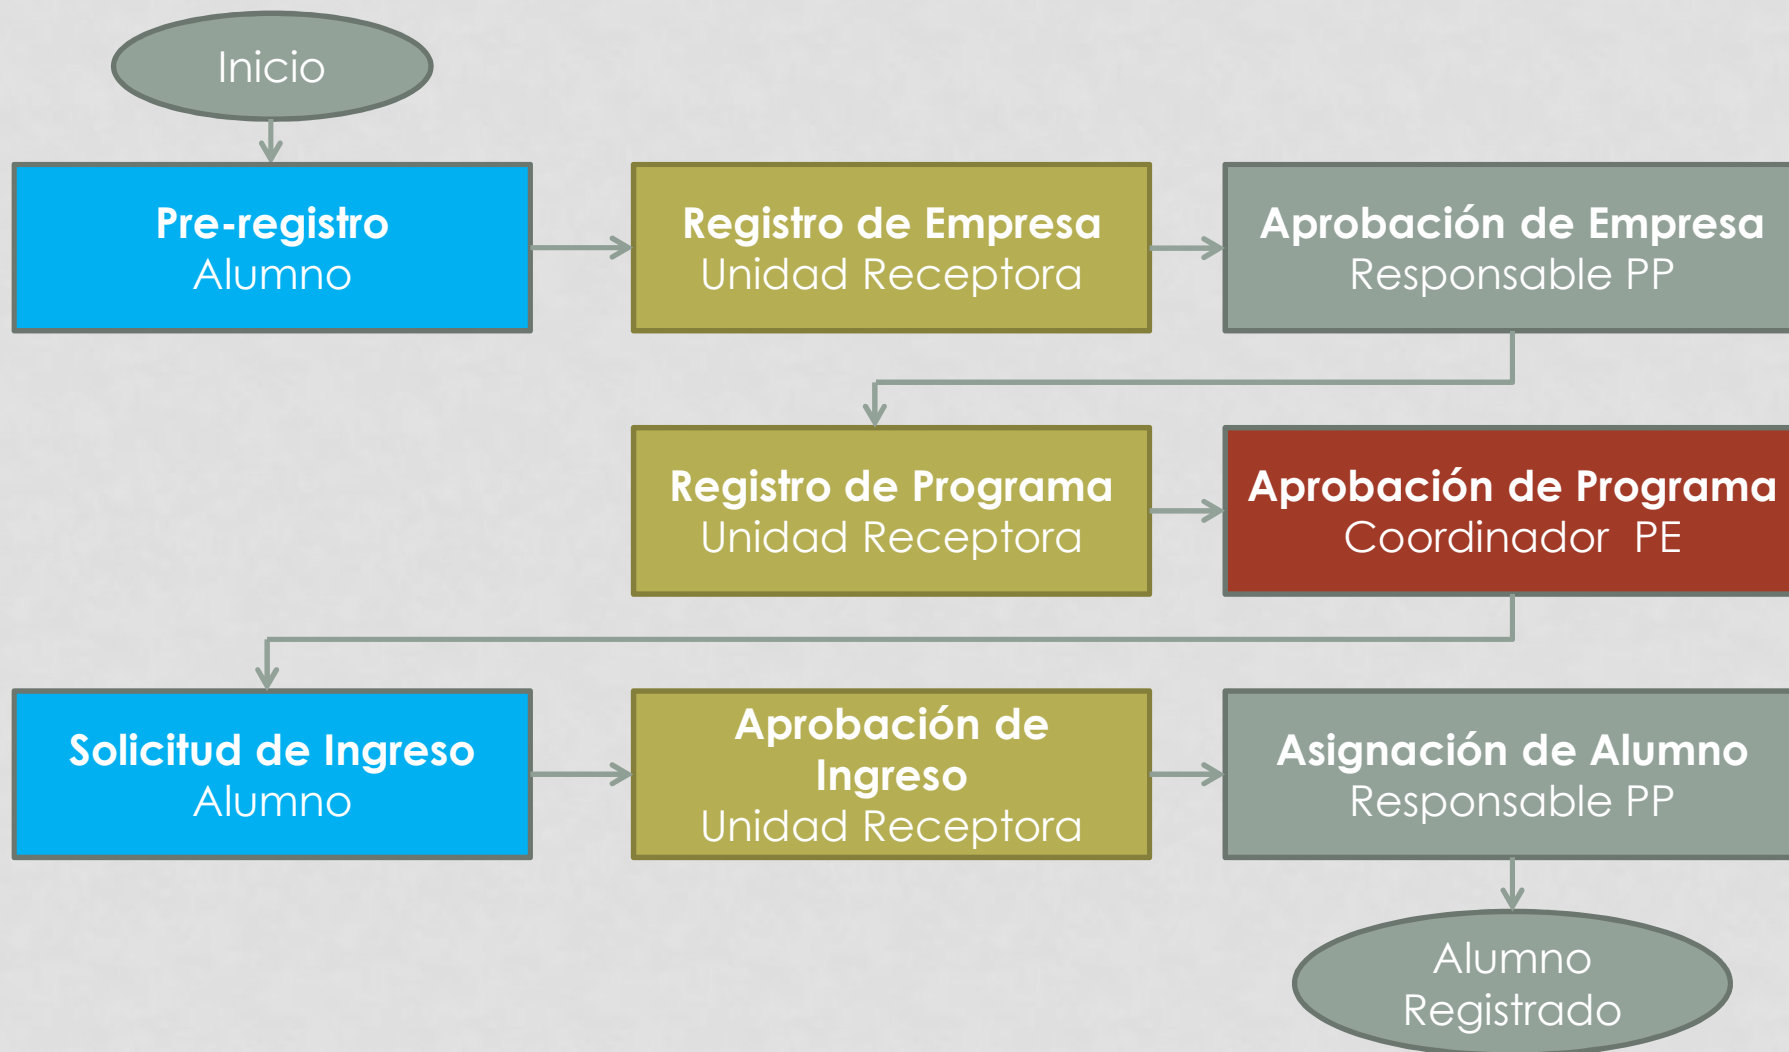 Inicio
Pre-registro
Alumno
Registro de Empresa
Unidad Receptora
Aprobación de Empresa
Responsable PP
Registro de Programa
Unidad Receptora
Aprobación de Programa
Coordinador  PE
Solicitud de Ingreso
Alumno
Aprobación de
Ingreso
Unidad Receptora
Asignación de Alumno
Responsable PP
Alumno
Registrado